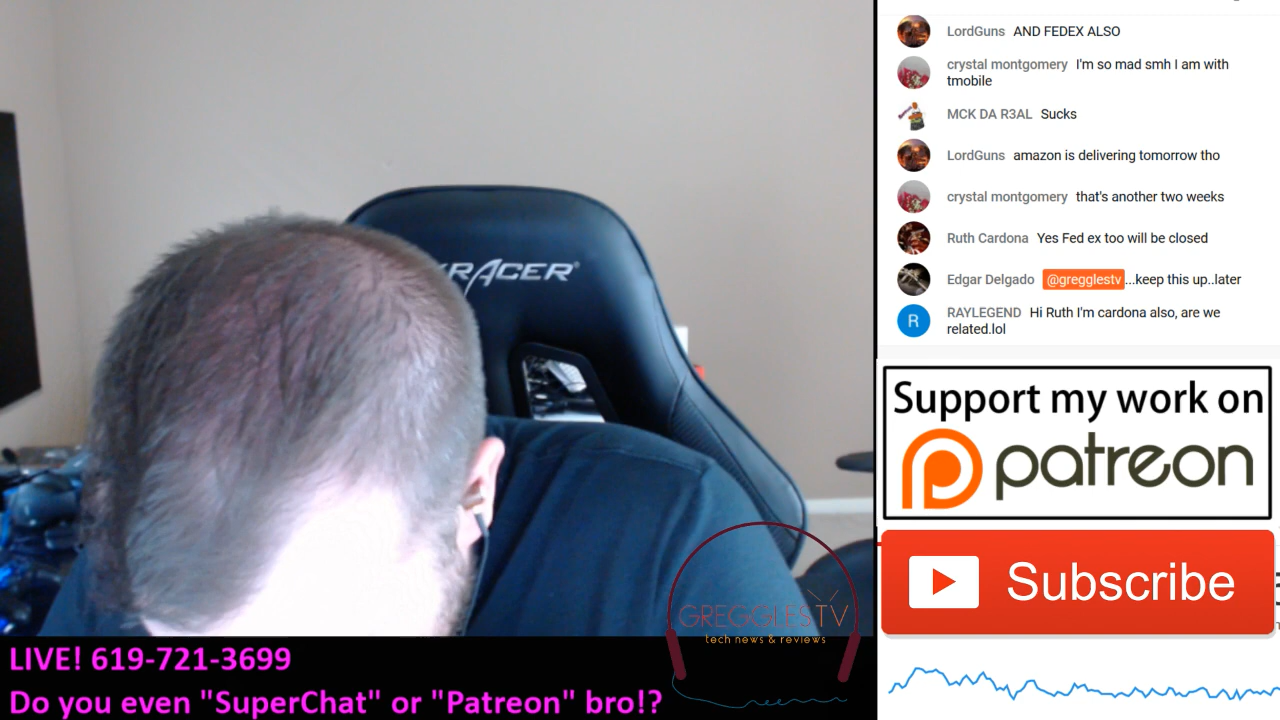 XRACER®
GREGGLESTV
tech news & reviews
LIVE! 619-721-3699
Do you even "SuperChat" or "Patreon" bro!?
LordGuns AND FEDEX ALSO
crystal montgomery I'm so mad smh I am with
tmobile
MCK DA R3AL Sucks
LordGuns amazon is delivering tomorrow tho
crystal montgomery that's another two weeks
Ruth Cardona Yes Fed ex too will be closed
Edgar Delgado @gregglestv...keep this up..later
R
RAYLEGEND Hi Ruth I'm cardona also, are we
related.lol
Support my work on
patreon
Subscribe